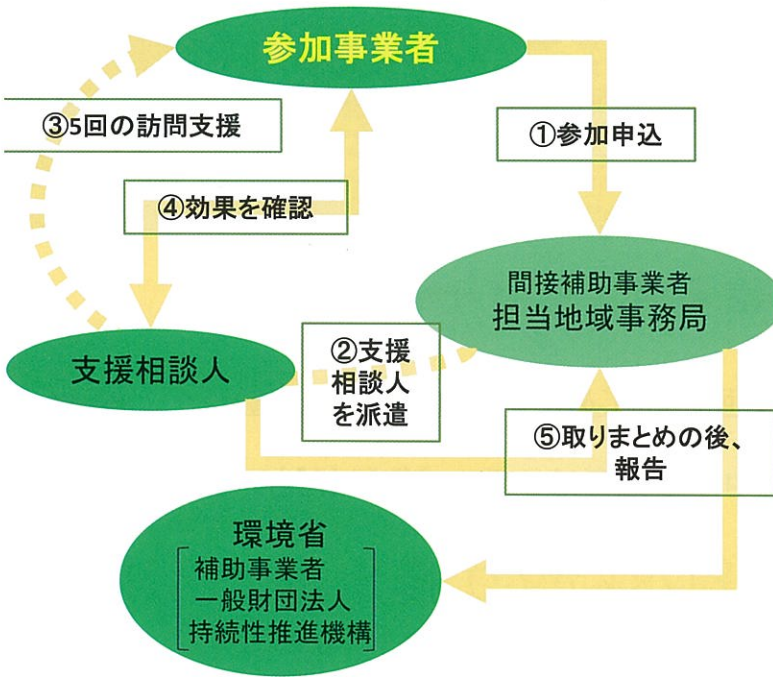 参加事業者
③5回の訪問支援
①参加申込
④効果を確認
間接補助事業者
担当地域事務局
支援相談人
②支援
相談人
を派遣
⑤取りまとめの後、
報告
環境省
補助事業者
一般財団法人
持続性推進機構